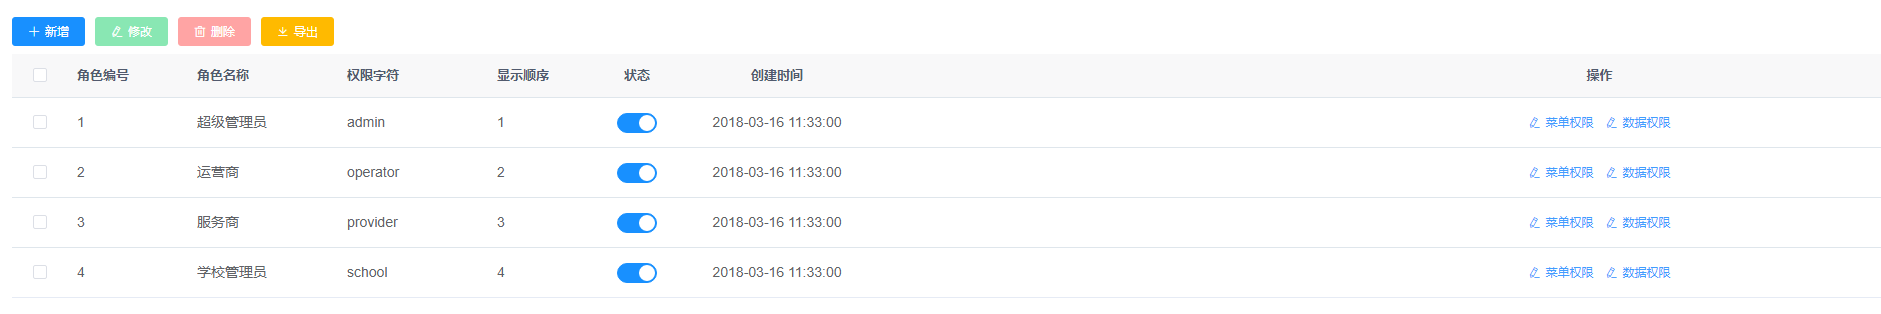 新增 修改 删除 导出
角色编号 角色名称 权限字符 显示顺序 状态 创建时间 操作
1 超级管理员 admin 1 2018-03-16 11:33:00 菜单权限 数据权限
2 运营商 operator 2 2018-03-16 11:33:00 菜单权限 数据权限
3 服务商 provider 3 2018-03-16 11:33:00 菜单权限 数据权限
4 学校管理员 school 4 2018-03-16 11:33:00 菜单权限 数据权限